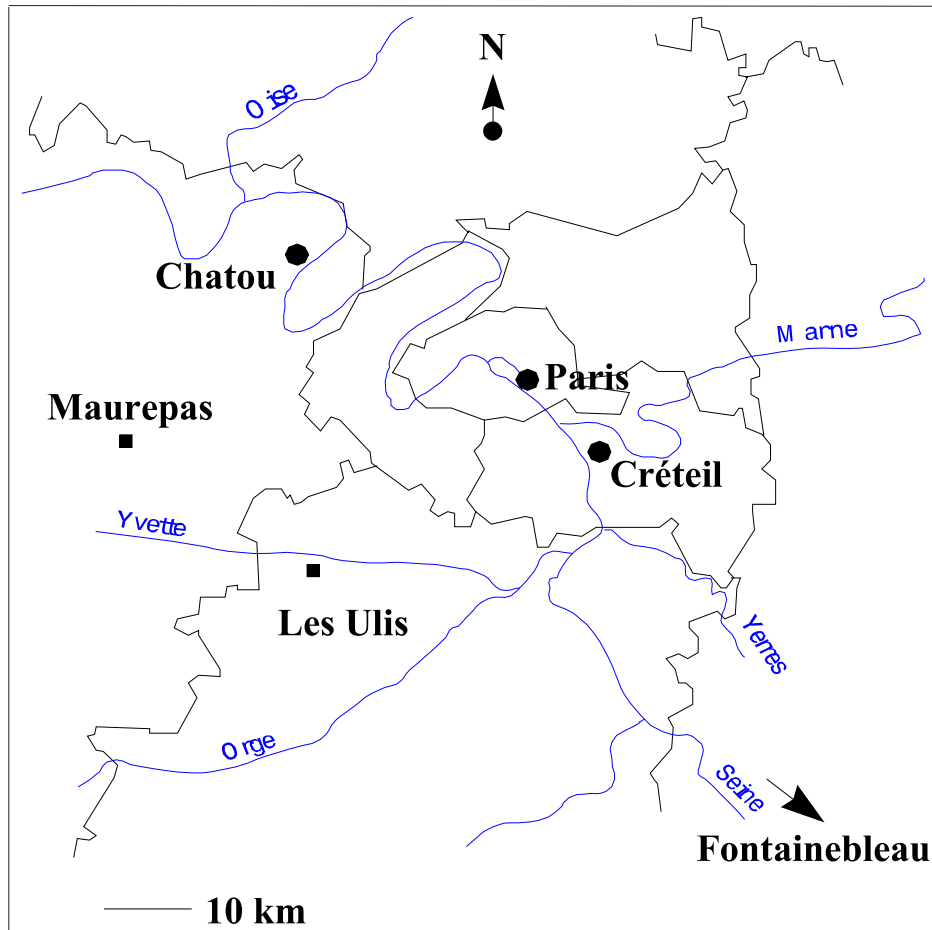 N
Oise
Chatou
Marne
Paris
Maurepas
Créteil
Yvette
Les Ulis
Yerres
Orge
Seine
Fontainebleau
10 km